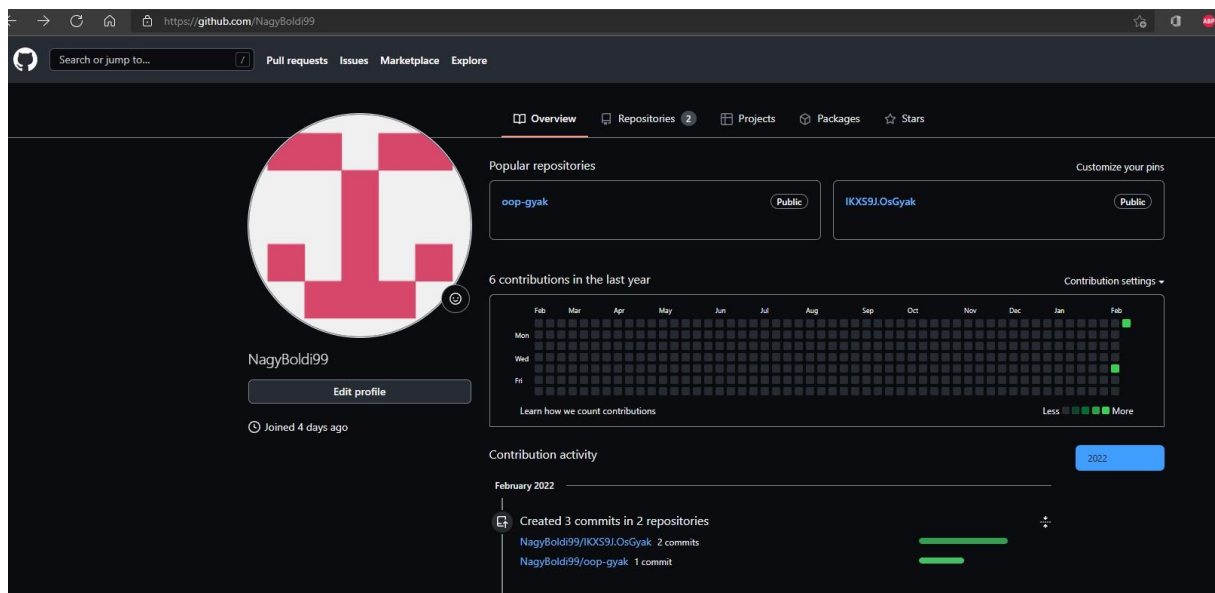 https://github.com/NagyBoldi99
ABP
Search or jump to... / Pull requests Issues Marketplace Explore
Overview Repositories 2 Projects Packages Stars
Popular repositories Customize your pins
oop-gyak Public IKXS9J.OsGyak Public
6 contributions in the last year Contribution settings
Feb Mar Apr May Jun Jul Aug Sep Oct Nov Dec Jan Feb
Mon
Wed
Fri
Learn how we count contributions Less More
NagyBoldi99
Edit profile
Joined 4 days ago
Contribution activity 2022
February 2022
Created 3 commits in 2 repositories
NagyBoldi99/IKXS9J.OsGyak 2 commits
NagyBoldi99/oop-gyak 1 commit